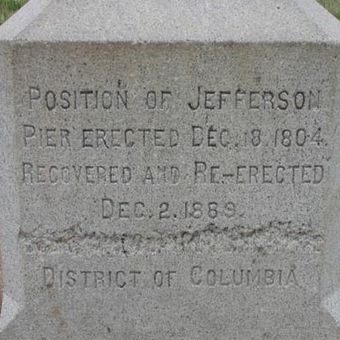 POSITION OF JEFFERSON
PIER ERECTED DEC. 18. 1804.
RECOVERED AND RE-ERECTED
DEC. 2. 1889.
DISTRICT OF COLUMBIA